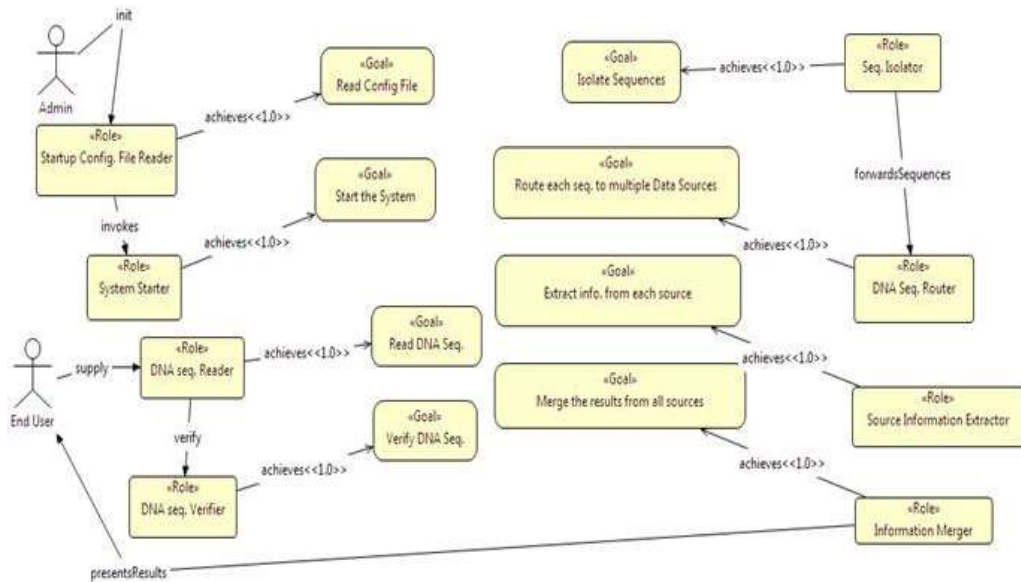 init
Admin
«Role»
Startup Config. File Reader
achieves<<1.0>>
«Goal»
Read Config File
invokes
«Role»
System Starter
achieves<<1.0>>
«Goal»
Start the System
End User
supply
«Role»
DNA seq. Reader
achieves<<1.0>>
«Goal»
Read DNA Seq.
verify
«Role»
DNA seq. Verifier
achieves<<1.0>>
«Goal»
Verify DNA Seq.
presentsResults
«Goal»
Isolate Sequences
achieves<<1.0>>
«Role»
Seq. Isolator
forwardsSequences
«Goal»
Route each seq. to multiple Data Sources
achieves<<1.0>>
«Role»
DNA Seq. Router
«Goal»
Extract info. from each source
achieves<<1.0>>
«Role»
Source Information Extractor
«Goal»
Merge the results from all sources
achieves<<1.0>>
«Role»
Information Merger